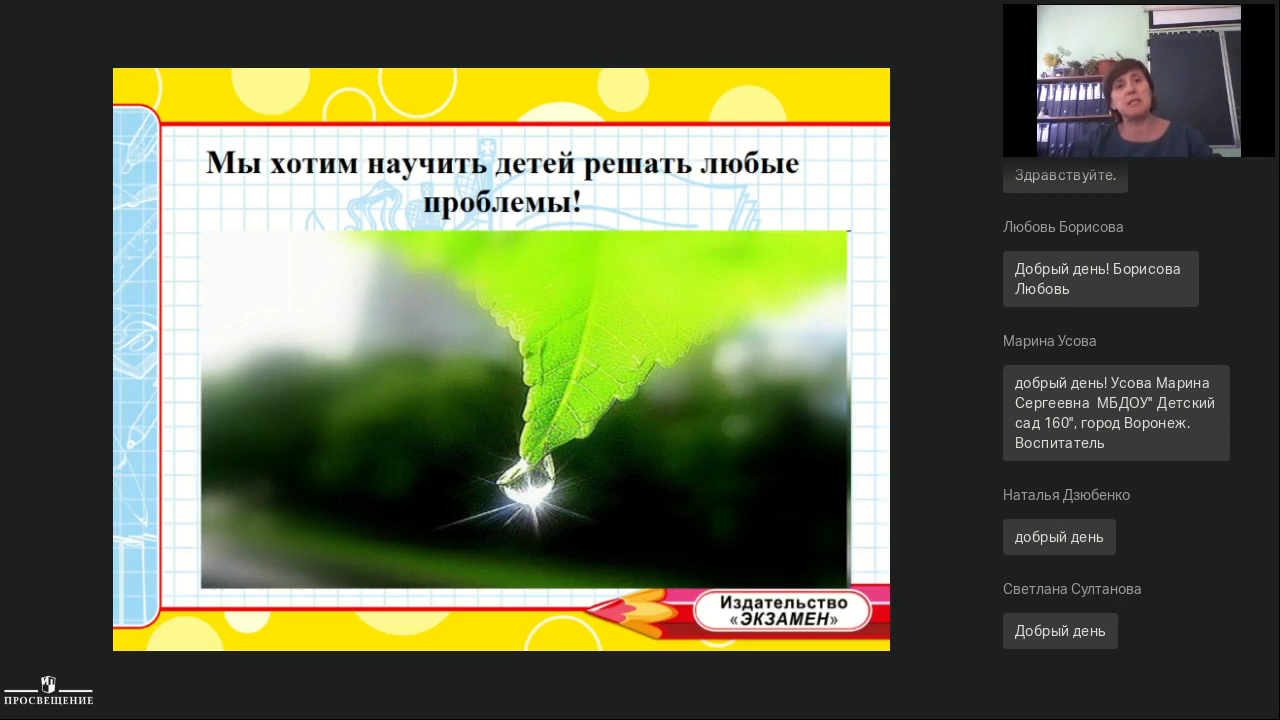 Мы хотим научить детей решать любые
проблемы!
Издательство
«ЭКЗАМЕН»
ПРОСВЕЩЕНИЕ
Здравствуйте.
Любовь Борисова
Добрый день! Борисова
Любовь
Марина Усова
добрый день! Усова Марина
Сергеевна МБДОУ" Детский
сад 160", город Воронеж.
Воспитатель
Наталья Дзюбенко
добрый день
Светлана Султанова
Добрый день